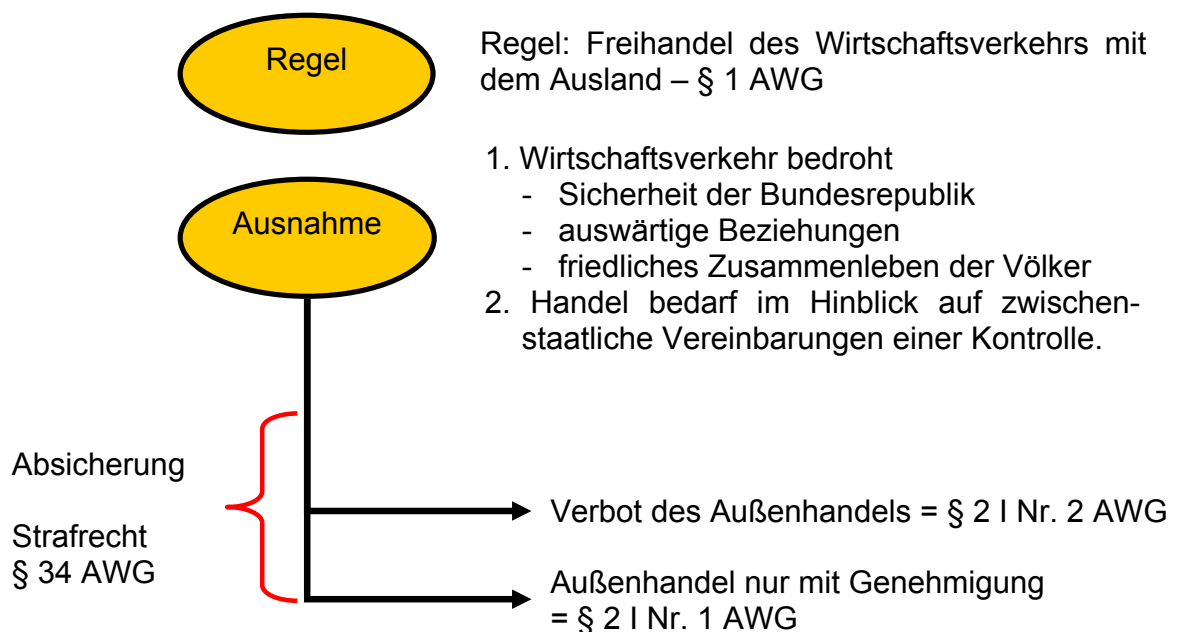 Regel
Regel: Freihandel des Wirtschaftsverkehrs mit
dem Ausland – § 1 AWG
Ausnahme
1. Wirtschaftsverkehr bedroht
- Sicherheit der Bundesrepublik
- auswärtige Beziehungen
- friedliches Zusammenleben der Völker
2. Handel bedarf im Hinblick auf zwischen-
staatliche Vereinbarungen einer Kontrolle.
Absicherung
Strafrecht
§ 34 AWG
Verbot des Außenhandels = § 2 I Nr. 2 AWG
Außenhandel nur mit Genehmigung
= § 2 I Nr. 1 AWG